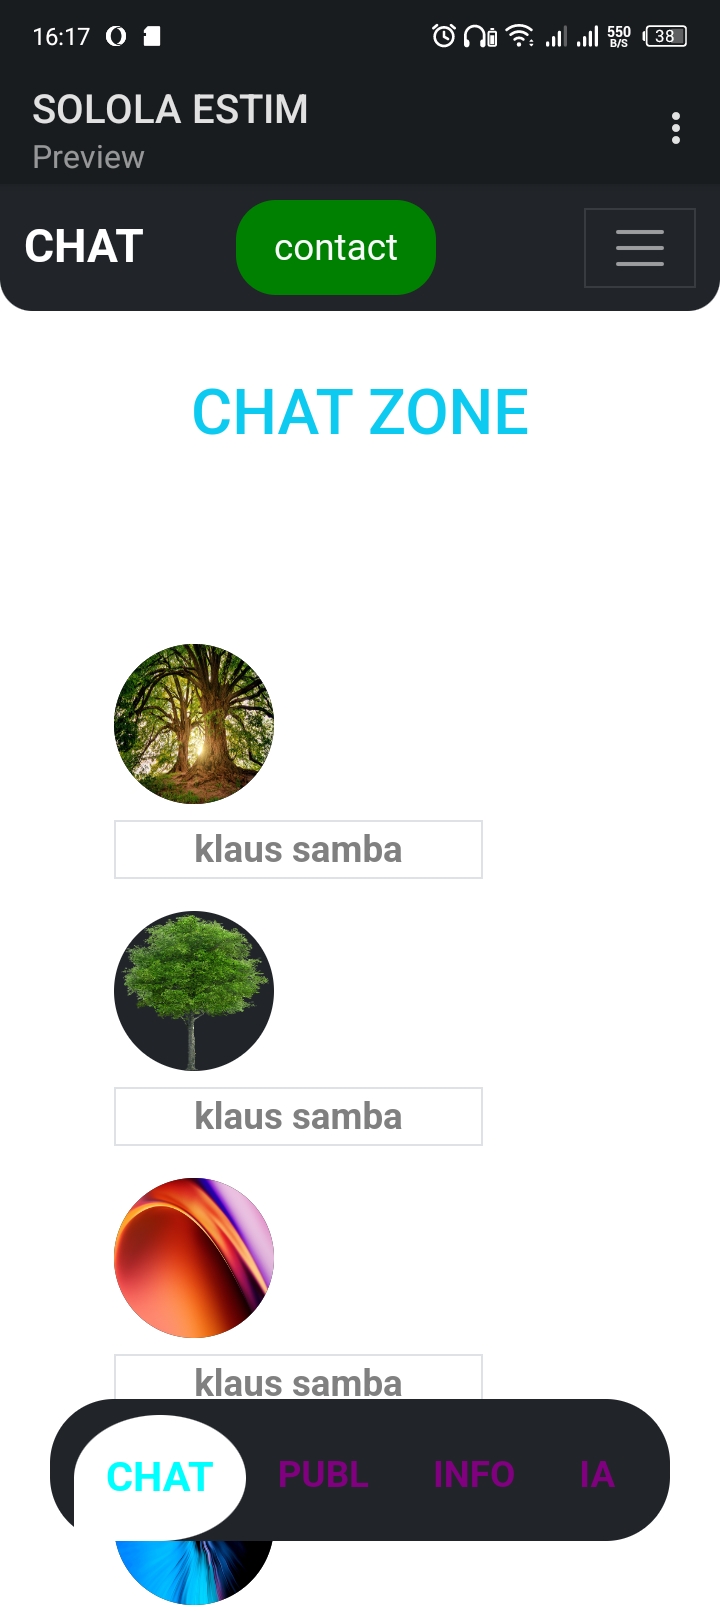 16:17 550 B/S 38
SOLOLA ESTIM
Preview
CHAT contact
CHAT ZONE
klaus samba
klaus samba
klaus samba
CHAT PUBL INFO IA